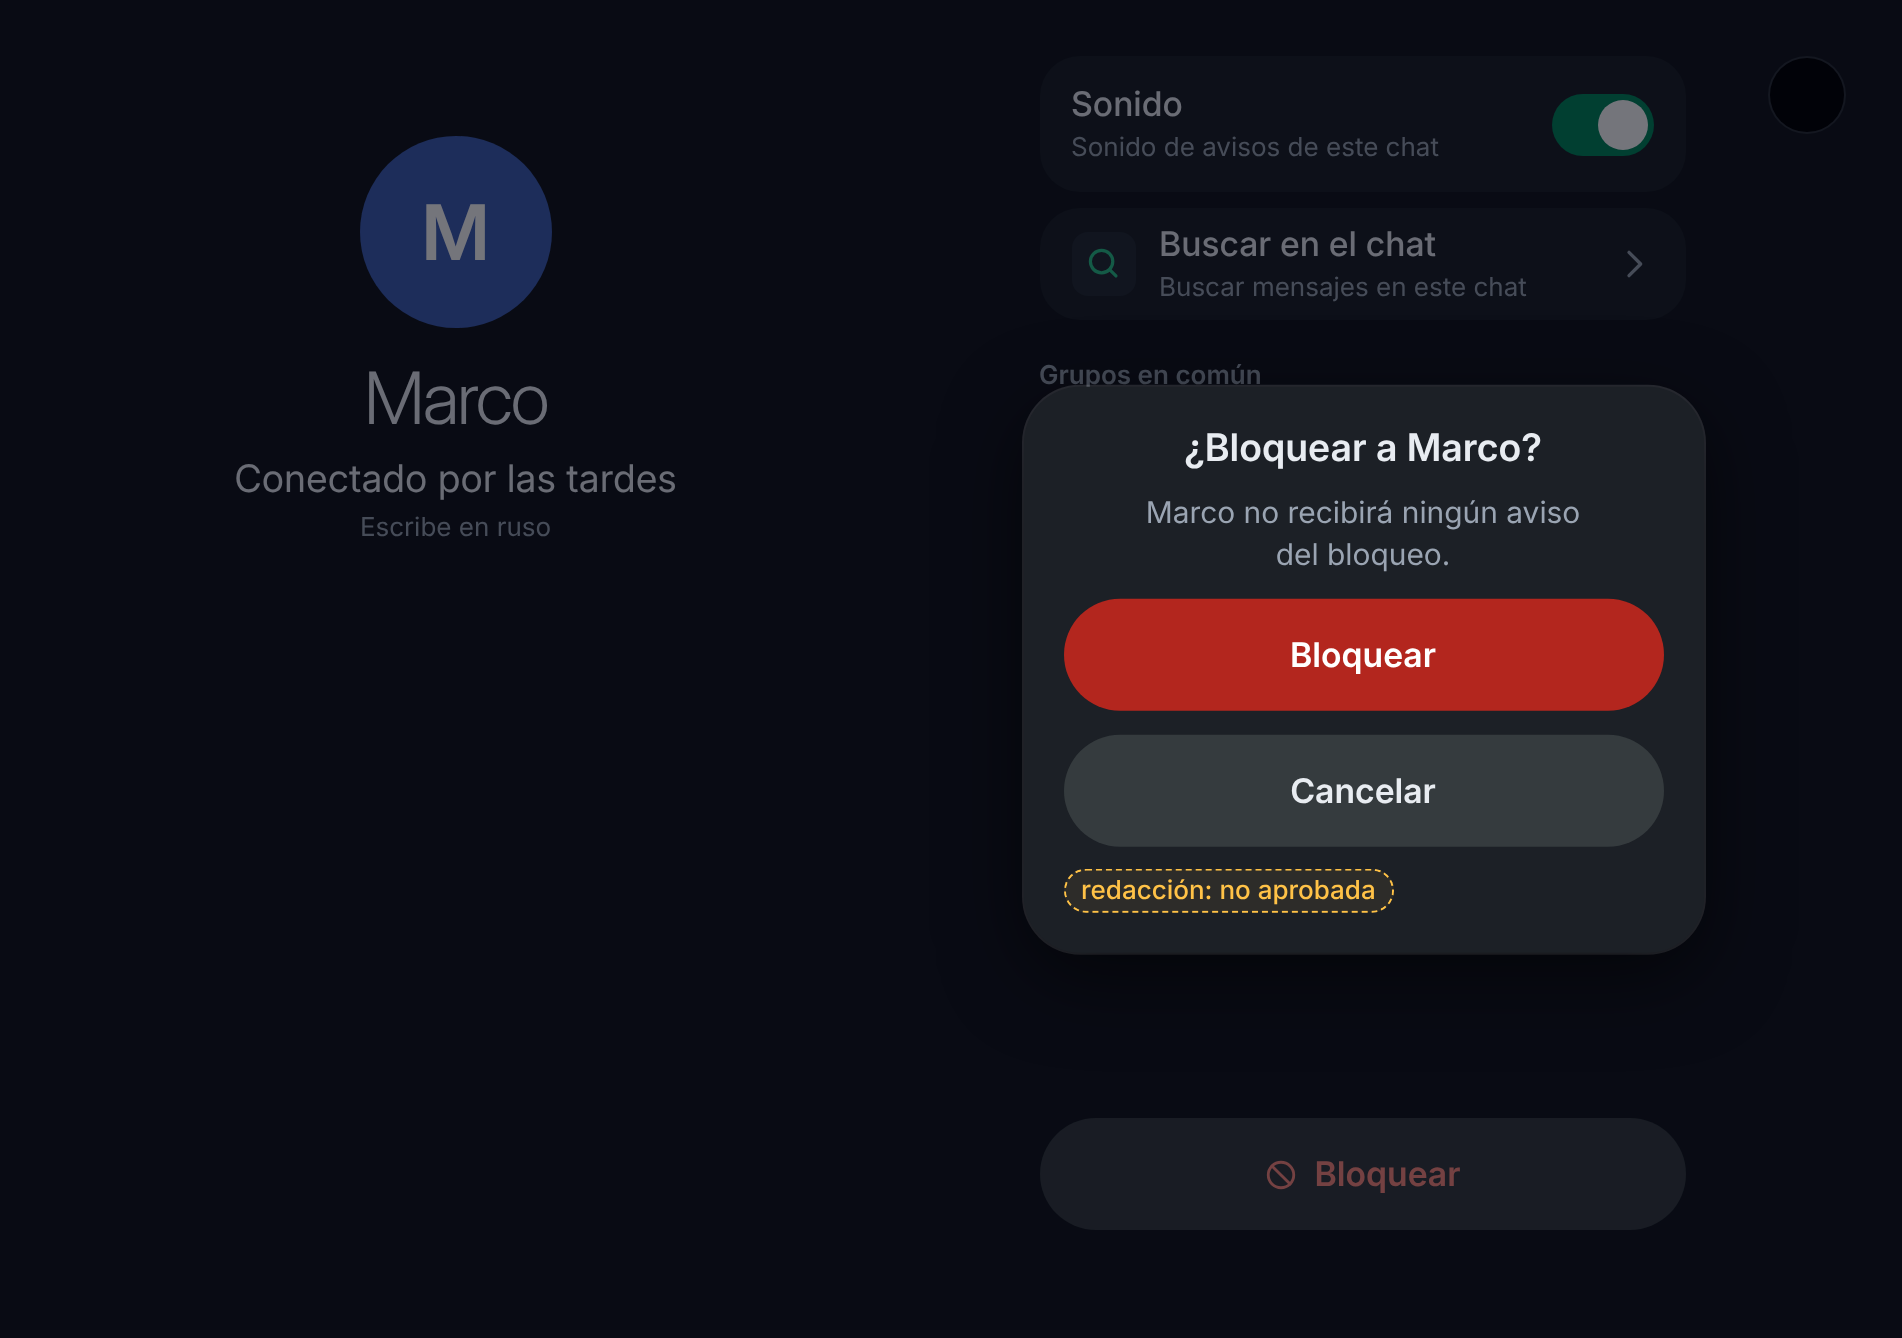 M
Marco
Conectado por las tardes
Escribe en ruso
Sonido
Sonido de avisos de este chat
Buscar en el chat
Buscar mensajes en este chat
Grupos en común
¿Bloquear a Marco?
Marco no recibirá ningún aviso
del bloqueo.
Bloquear
Cancelar
redacción: no aprobada
Bloquear